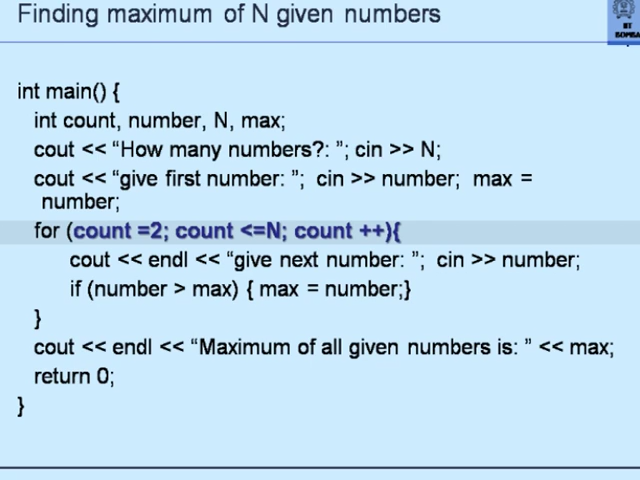 Finding maximum of N given numbers
IIT
BOMBA
int main() {
int count, number, N, max;
cout << “How many numbers?: ”; cin >> N;
cout << “give first number: ”; cin >> number; max =
number;
for (count =2; count <=N; count ++){
cout << endl << “give next number: ”; cin >> number;
if (number > max) { max = number;}
}
cout << endl << “Maximum of all given numbers is: ” << max;
return 0;
}